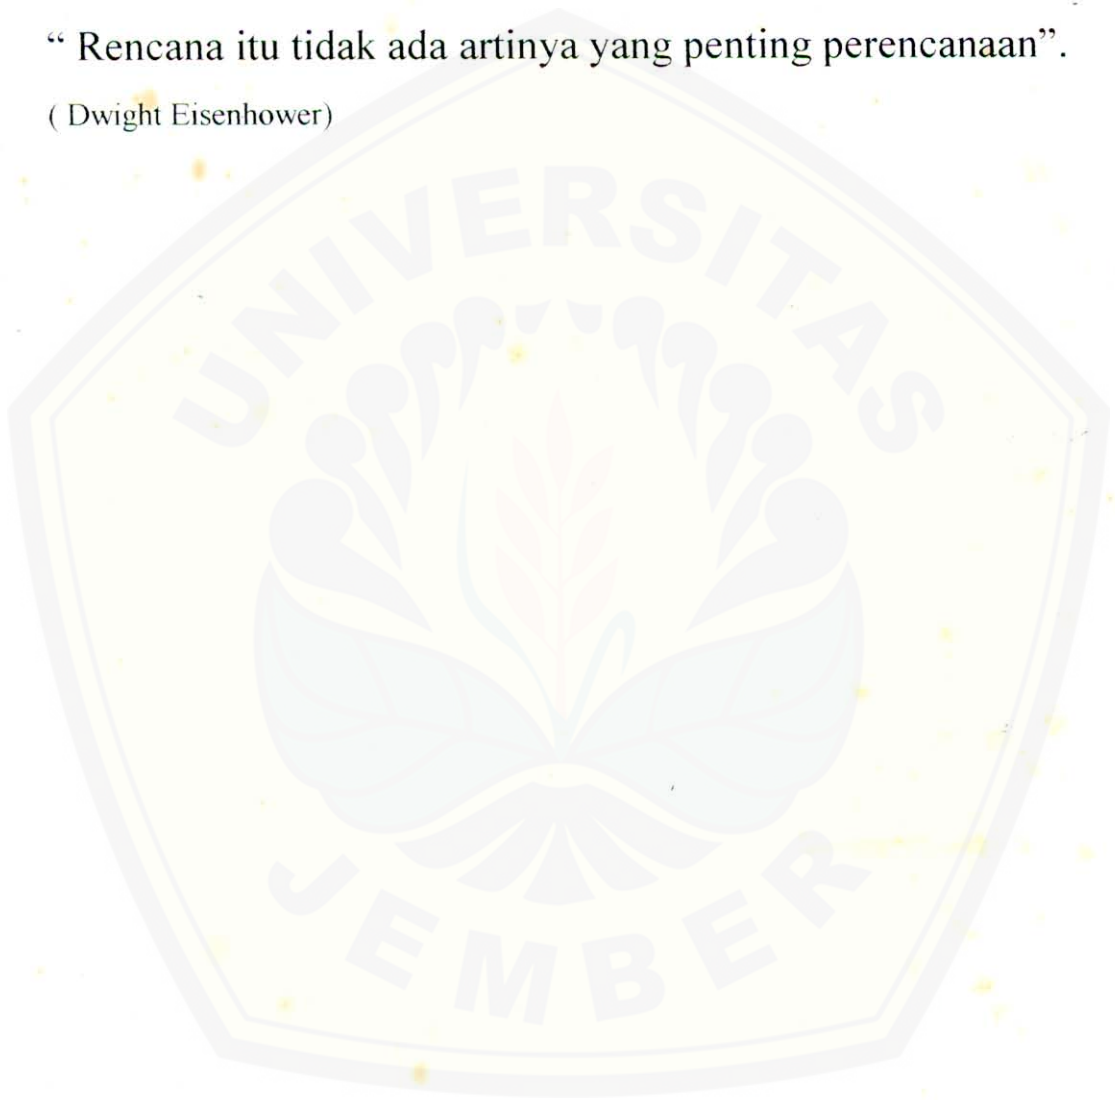 “ Rencana itu tidak ada artinya yang penting perencanaan”.
( Dwight Eisenhower)
UNIVERSITAS
JEMBER